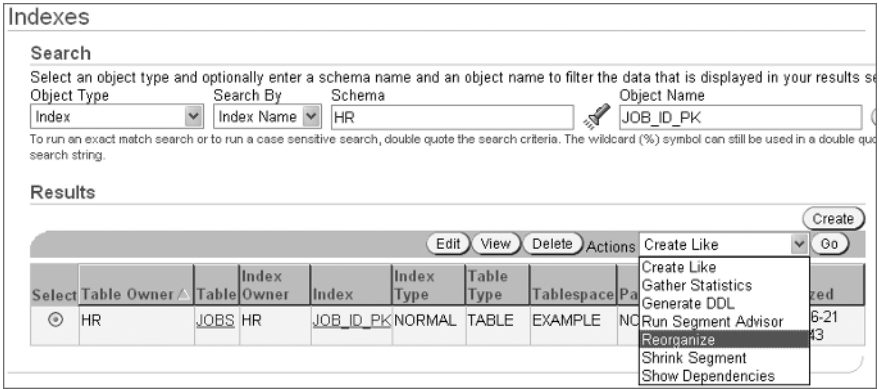 Indexes
Search
Select an object type and optionally enter a schema name and an object name to filter the data that is displayed in your results se
Object Type Search By Schema Object Name
Index Index Name HR JOB_ID_PK
To run an exact match search or to run a case sensitive search, double quote the search criteria. The wildcard (%) symbol can still be used in a double quo
search string.
Results
Create
Edit View Delete Actions Create Like Go
Select Table Owner Table Index Owner Index Index Type Table Type Tablespace Pa zed
HR JOBS HR JOB_ID_PK NORMAL TABLE EXAMPLE NO 6-21
43
Create Like
Gather Statistics
Generate DDL
Run Segment Advisor
Reorganize
Shrink Segment
Show Dependencies